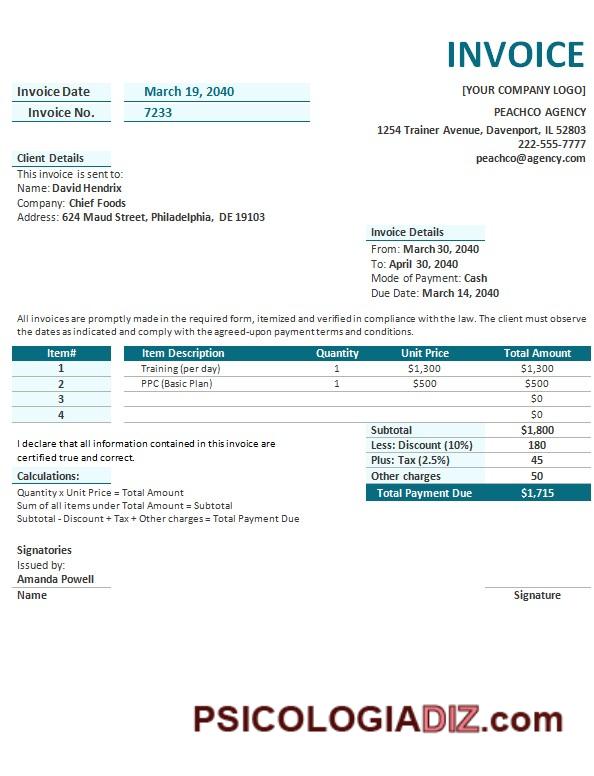 INVOICE
Invoice Date March 19, 2040
[YOUR COMPANY LOGO]
Invoice No. 7233
PEACHCO AGENCY
1254 Trainer Avenue, Davenport, IL 52803
222-555-7777
peachco@agency.com
Client Details
This invoice is sent to:
Name: David Hendrix
Company: Chief Foods
Address: 624 Maud Street, Philadelphia, DE 19103
Invoice Details
From: March 30, 2040
To: April 30, 2040
Mode of Payment: Cash
Due Date: March 14, 2040
All invoices are promptly made in the required form, itemized and verified in compliance with the law. The client must observe
the dates as indicated and comply with the agreed-upon payment terms and conditions.
Item# Item Description Quantity Unit Price Total Amount
1 Training (per day) 1 $1,300 $1,300
2 PPC (Basic Plan) 1 $500 $500
3 $0
4 $0
Subtotal $1,800
Less: Discount (10%) 180
Plus: Tax (2.5%) 45
Other charges 50
Total Payment Due $1,715
I declare that all information contained in this invoice are
certified true and correct.
Calculations:
Quantity x Unit Price = Total Amount
Sum of all items under Total Amount = Subtotal
Subtotal - Discount + Tax + Other charges = Total Payment Due
Signatories
Issued by:
Amanda Powell
Name Signature
PSICOLOGIADIZ.com